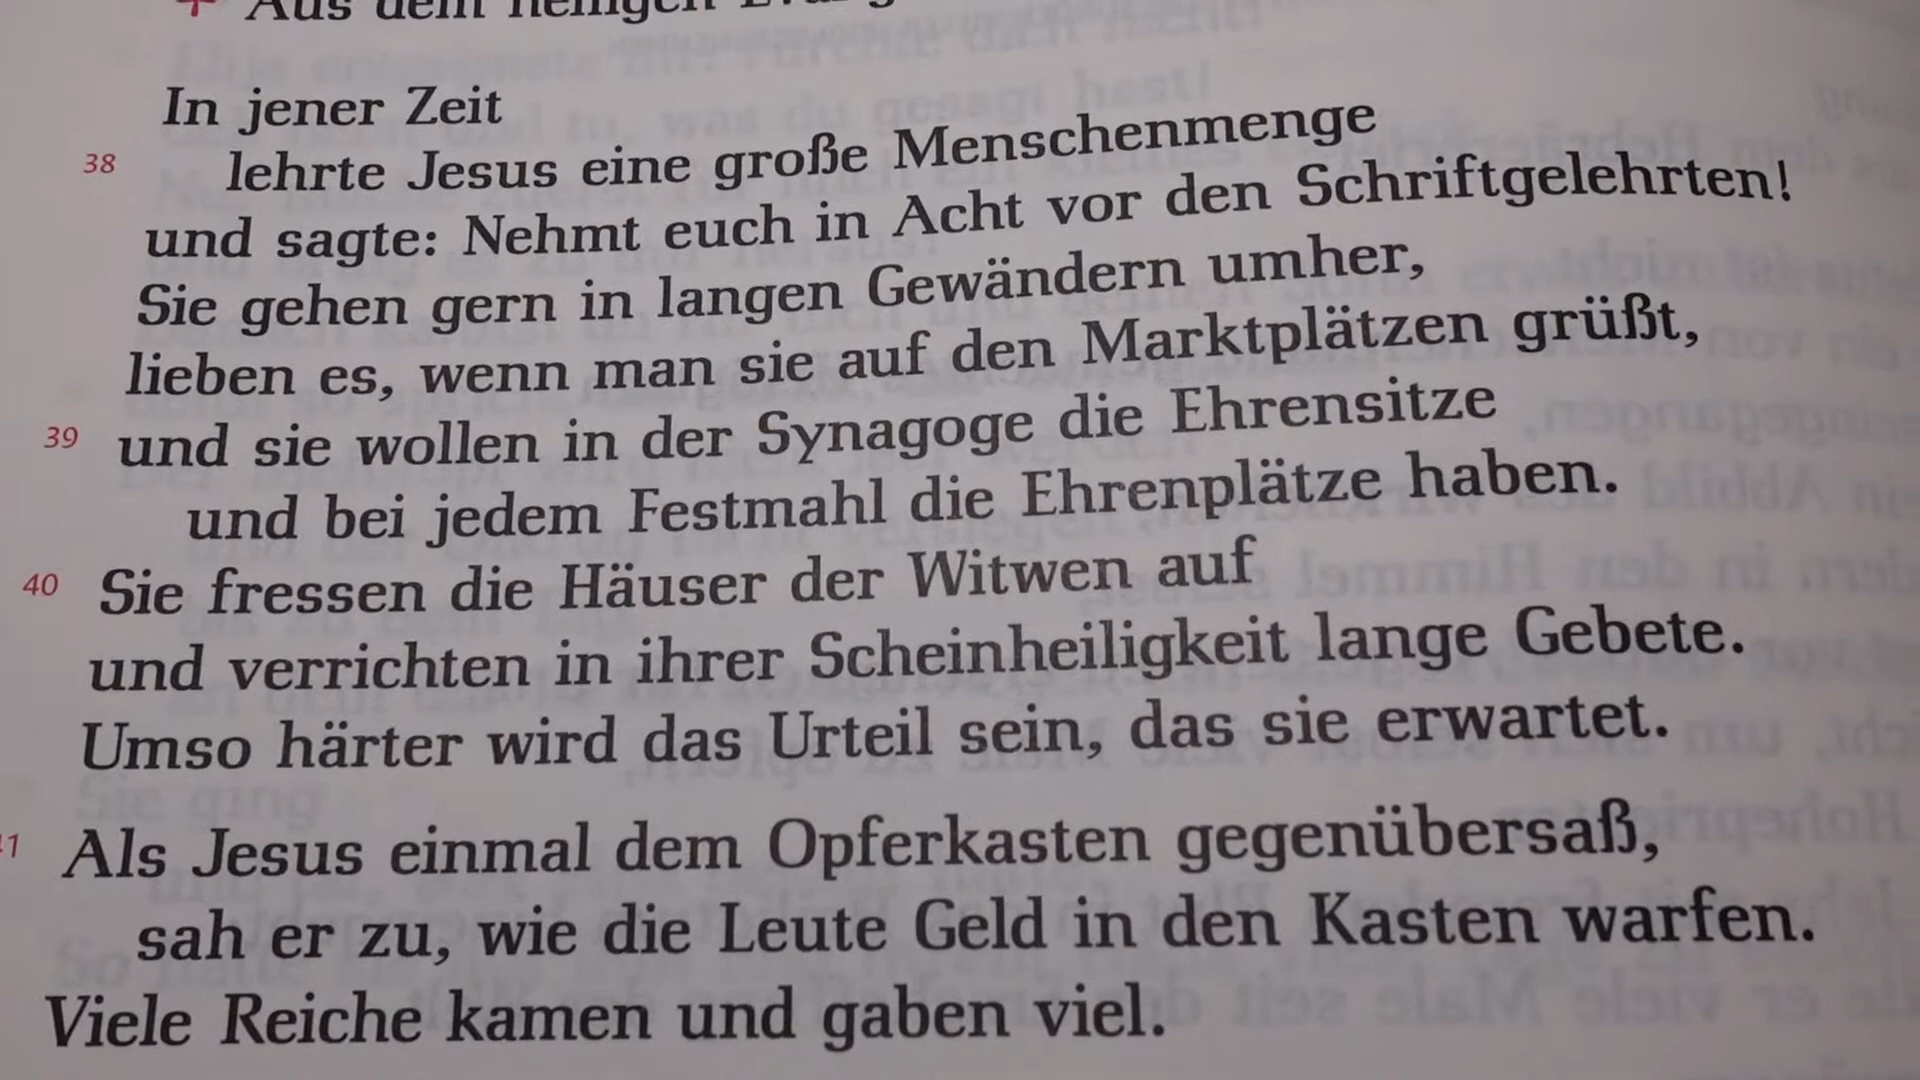 Aus dem heiligen
In jener Zeit
38 lehrte Jesus eine große Menschenmenge
und sagte: Nehmt euch in Acht vor den Schriftgelehrten!
Sie gehen gern in langen Gewändern umher,
lieben es, wenn man sie auf den Marktplätzen grüßt,
39 und sie wollen in der Synagoge die Ehrensitze
und bei jedem Festmahl die Ehrenplätze haben.
40 Sie fressen die Häuser der Witwen auf
und verrichten in ihrer Scheinheiligkeit lange Gebete.
Umso härter wird das Urteil sein, das sie erwartet.
41 Als Jesus einmal dem Opferkasten gegenübersaß,
sah er zu, wie die Leute Geld in den Kasten warfen.
Viele Reiche kamen und gaben viel.